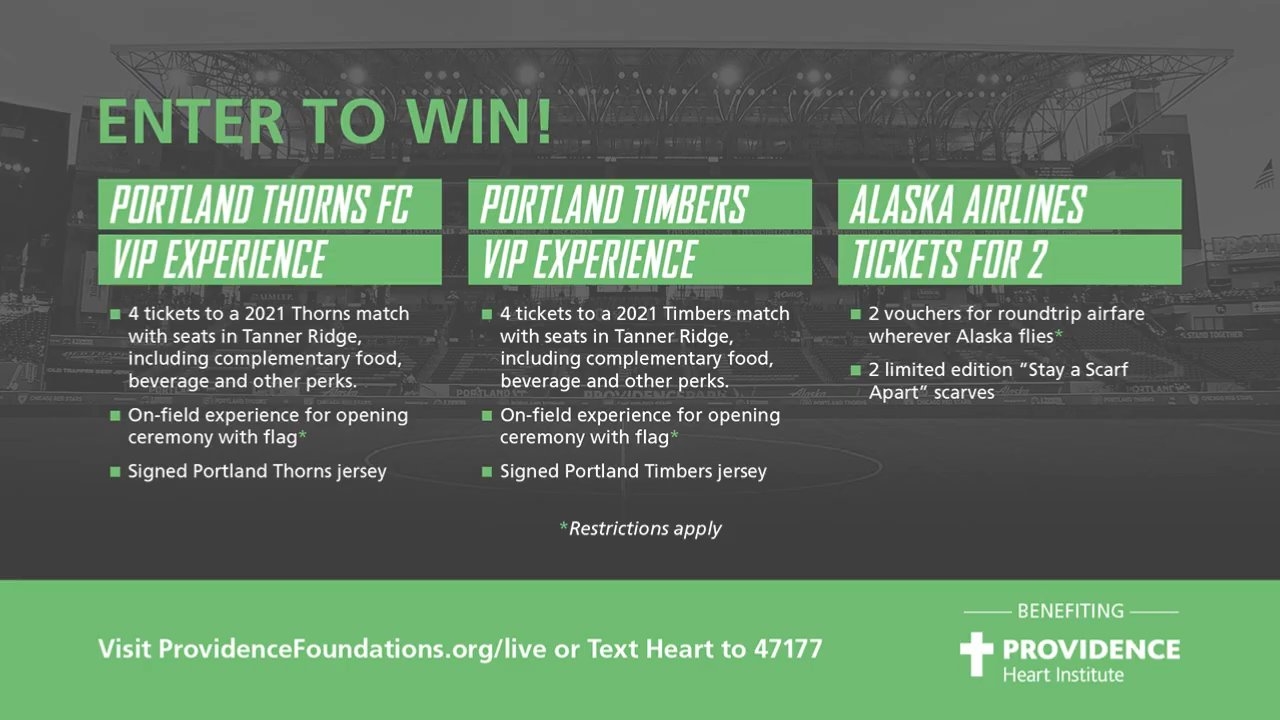 ENTER TO WIN!
PORTLAND THORNS FC
VIP EXPERIENCE
4 tickets to a 2021 Thorns match
with seats in Tanner Ridge,
including complementary food,
beverage and other perks.
On-field experience for opening
ceremony with flag*
Signed Portland Thorns jersey
PORTLAND TIMBERS
VIP EXPERIENCE
4 tickets to a 2021 Timbers match
with seats in Tanner Ridge,
including complementary food,
beverage and other perks.
On-field experience for opening
ceremony with flag*
Signed Portland Timbers jersey
ALASKA AIRLINES
TICKETS FOR 2
2 vouchers for roundtrip airfare
wherever Alaska flies*
2 limited edition “Stay a Scarf
Apart” scarves
*Restrictions apply
Visit ProvidenceFoundations.org/live or Text Heart to 47177
BENEFITING
PROVIDENCE
Heart Institute